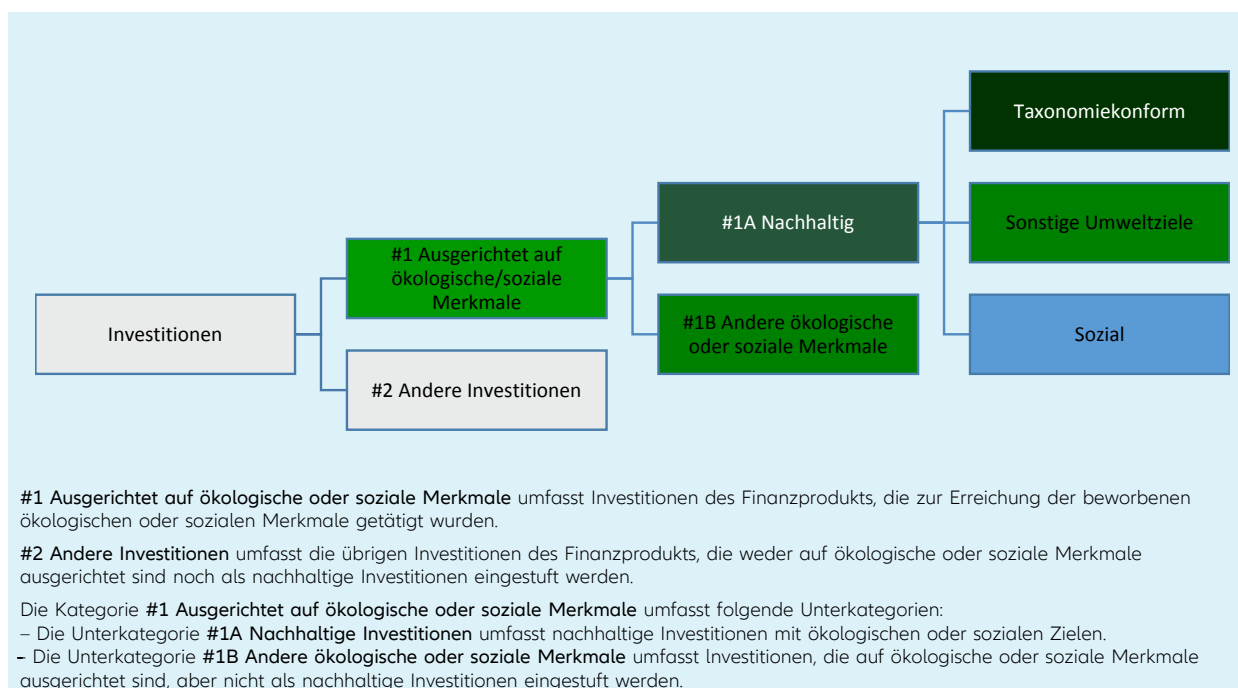 Taxonomiekonform
#1A Nachhaltig
Sonstige Umweltziele
#1 Ausgerichtet auf
ökologische/soziale
Merkmale
Investitionen
#1B Andere ökologische
oder soziale Merkmale
Sozial
#2 Andere Investitionen
#1 Ausgerichtet auf ökologische oder soziale Merkmale umfasst Investitionen des Finanzprodukts, die zur Erreichung der beworbenen
ökologischen oder sozialen Merkmale getätigt wurden.
#2 Andere Investitionen umfasst die übrigen Investitionen des Finanzprodukts, die weder auf ökologische oder soziale Merkmale
ausgerichtet sind noch als nachhaltige Investitionen eingestuft werden.
Die Kategorie #1 Ausgerichtet auf ökologische oder soziale Merkmale umfasst folgende Unterkategorien:
– Die Unterkategorie #1A Nachhaltige Investitionen umfasst nachhaltige Investitionen mit ökologischen oder sozialen Zielen.
- Die Unterkategorie #1B Andere ökologische oder soziale Merkmale umfasst lnvestitionen, die auf ökologische oder soziale Merkmale
ausgerichtet sind, aber nicht als nachhaltige Investitionen eingestuft werden.